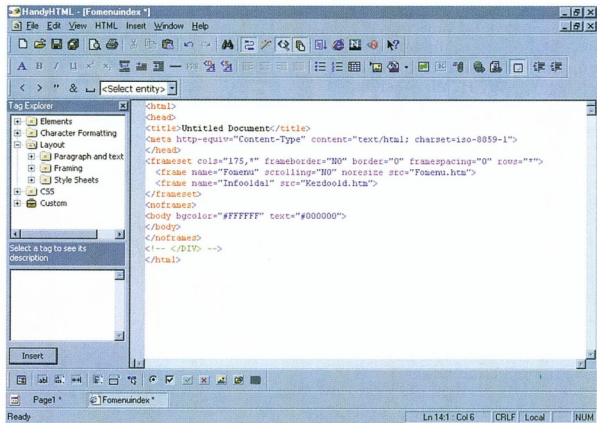 HandyHTML - [Fomenuindex *]
File Edit View HTML Insert Window Help
<Select entity>
Tag Explorer
Elements
Character Formatting
Layout
Paragraph and text
Framing
Style Sheets
CSS
Custom
Select a tag to see its
description
Insert
<html>
<head>
<title>Untitled Document</title>
<meta http-equiv="Content-Type" content="text/html; charset=iso-8859-1">
</head>
<frameset cols="175,*" frameborder="NO" border="0" framespacing="0" rows="*">
<frame name="Fomenu" scrolling="NO" noresize src="Fomenu.htm">
<frame name="Infooldal" src="Kezdoold.htm">
</frameset>
<noframes>
<body bgcolor="#FFFFFF" text="#000000">
</body>
</noframes>
<!-- </DIV> -->
</html>
Page1 * Fomenuindex *
Ready Ln 14:1 : Col 6 CRLF Local NUM